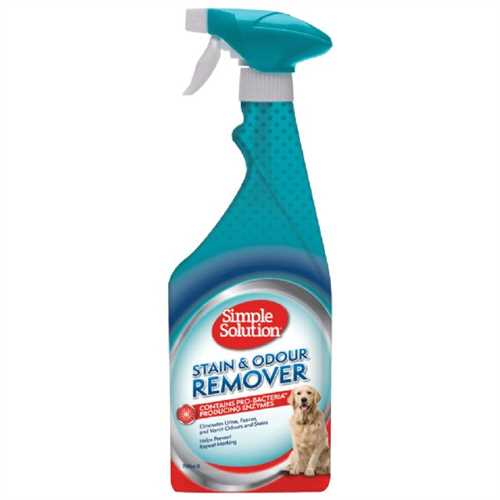 Simple
Solution
STAIN & ODOUR
REMOVER
CONTAINS PRO-BACTERIA™
PRODUCING ENZYMES
Eliminates Urine, Faeces,
and Vomit Odours and Stains
Helps Prevent
Repeat Marking